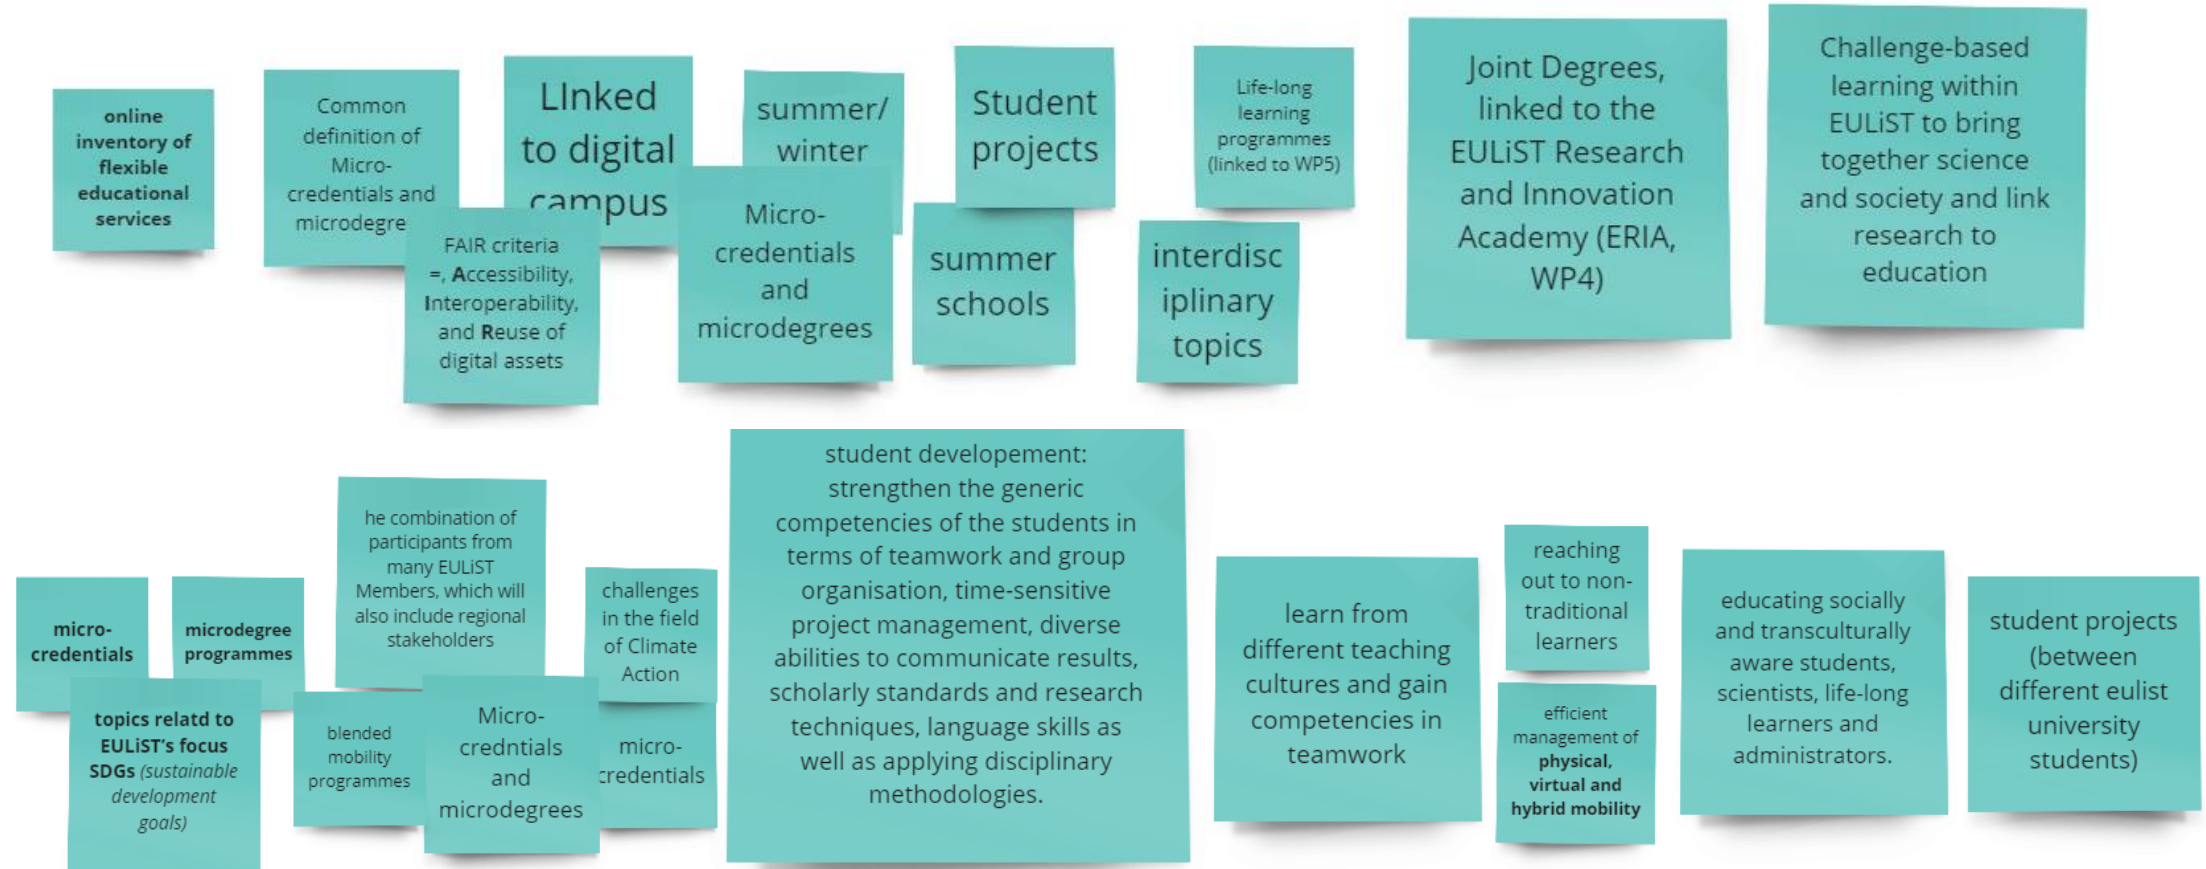 online
inventory of
flexible
educational
services
Common
definition of
Micro-
credentials and
microdegre
LInked
to digital
campus
summer/
winter
Student
projects
Life-long
learning
programmes
(linked to WP5)
Joint Degrees,
linked to the
EULiST Research
and Innovation
Academy (ERIA,
WP4)
Challenge-based
learning within
EULiST to bring
together science
and society and link
research to
education
FAIR criteria
=, Accessibility,
Interoperability,
and Reuse of
digital assets
Micro-
credentials
and
microdegrees
summer
schools
interdisc
iplinary
topics
micro-
credentials
microdegree
programmes
he combination of
participants from
many EULiST
Members, which will
also include regional
stakeholders
challenges
in the field
of Climate
Action
topics relatd to
EULiST's focus
SDGs (sustainable
development
goals)
blended
mobility
programmes
Micro-
credntials
and
microdegrees
micro-
credentials
student developement:
strengthen the generic
competencies of the students in
terms of teamwork and group
organisation, time-sensitive
project management, diverse
abilities to communicate results,
scholarly standards and research
techniques, language skills as
well as applying disciplinary
methodologies.
learn from
different teaching
cultures and gain
competencies in
teamwork
reaching
out to non-
traditional
learners
efficient
management of
physical,
virtual and
hybrid mobility
educating socially
and transculturally
aware students,
scientists, life-long
learners and
administrators.
student projects
(between
different eulist
university
students)